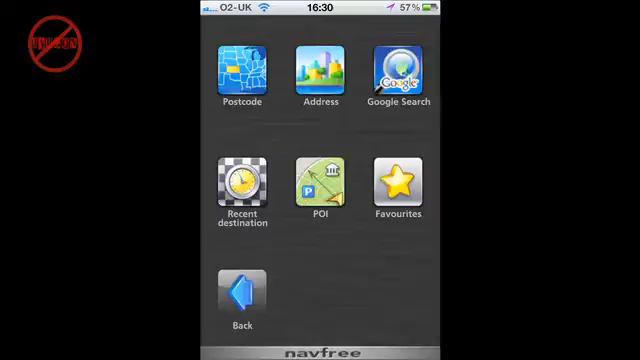 O2-UK 16:30 57%
Postcode Address Google Search
Google
Recent
destination
POI Favourites
P
Back
navfree